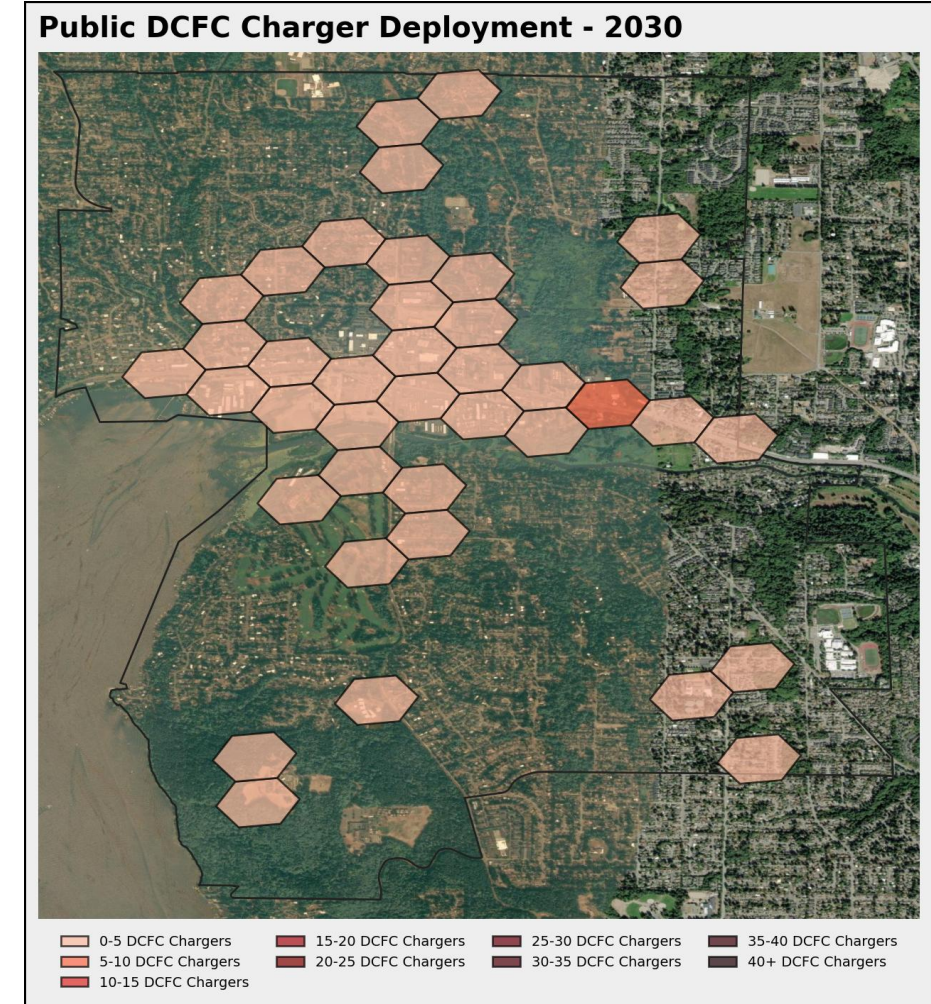 Public DCFC Charger Deployment - 2030
0-5 DCFC Chargers
5-10 DCFC Chargers
10-15 DCFC Chargers
15-20 DCFC Chargers
20-25 DCFC Chargers
25-30 DCFC Chargers
30-35 DCFC Chargers
35-40 DCFC Chargers
40+ DCFC Chargers